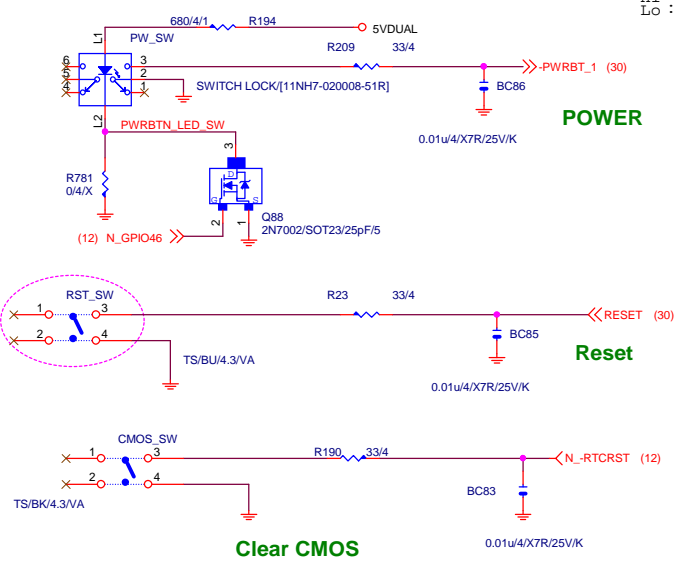 Lo :
680/4/1 R194
5VDUAL
L1
PW_SW
R209 33/4
6 3
5 2
4 1
-PWRBT_1 (30)
SWITCH LOCK/[11NH7-020008-51R]
BC86
POWER
L2
PWRBTN_LED_SW
0.01u/4/X7R/25V/K
3
R781
0/4/X
D
G S
Q88
2N7002/SOT23/25pF/5
2 1
(12) N_GPIO46
RST_SW
R23 33/4
1 3
RESET (30)
2 4
BC85
Reset
TS/BU/4.3/VA
0.01u/4/X7R/25V/K
CMOS_SW
R190 33/4
1 3
N_-RTCRST (12)
2 4
BC83
TS/BK/4.3/VA
0.01u/4/X7R/25V/K
Clear CMOS